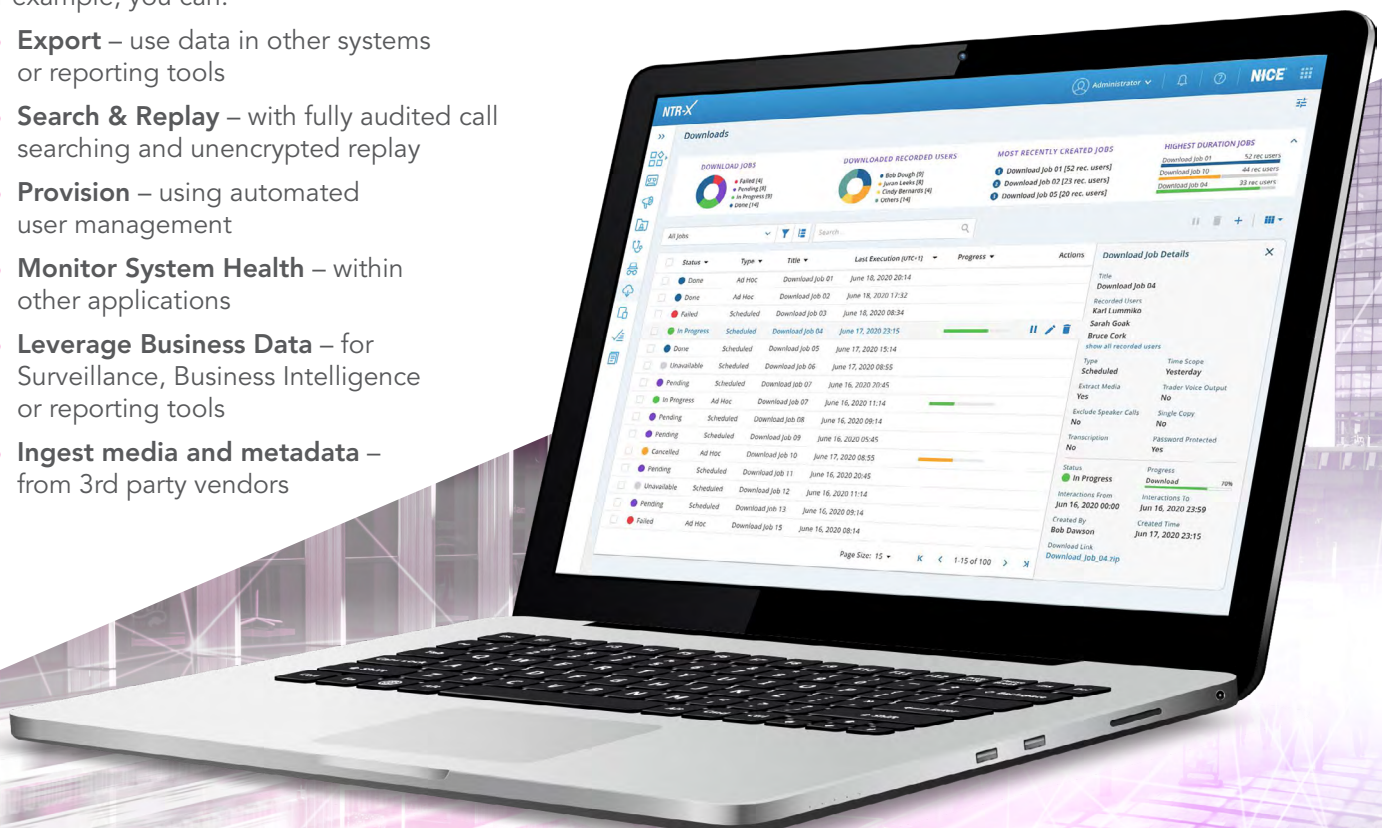 example, you can:
Export – use data in other systems
or reporting tools
Search & Replay – with fully audited call
searching and unencrypted replay
Provision – using automated
user management
Monitor System Health – within
other applications
Leverage Business Data – for
Surveillance, Business Intelligence
or reporting tools
Ingest media and metadata –
from 3rd party vendors
Administrator
NICE
NTR-X
Downloads
DOWNLOAD JOBS
Failed [4]
Pending [8]
In Progress [9]
Done [14]
DOWNLOADED RECORDED USERS
Bob Dough [9]
Juran Leeks [8]
Cindy Bernards [4]
Others [14]
MOST RECENTLY CREATED JOBS
1 Download Job 01 [52 rec. users]
2 Download Job 02 [23 rec. users]
3 Download Job 05 [20 rec. users]
HIGHEST DURATION JOBS
Download Job 01 52 rec users
Download Job 10 44 rec users
Download Job 04 33 rec users
All Jobs Search
Status Type Title Last Execution (UTC+1) Progress Actions
Done Ad Hoc Download Job 01 June 18, 2020 20:14
Done Ad Hoc Download Job 02 June 18, 2020 17:32
Failed Scheduled Download Job 03 June 18, 2020 08:34
In Progress Scheduled Download Job 04 June 17, 2020 23:15
Done Scheduled Download Job 05 June 17, 2020 15:14
Unavailable Scheduled Download Job 06 June 17, 2020 08:55
Pending Scheduled Download Job 07 June 16, 2020 20:45
In Progress Ad Hoc Download Job 07 June 16, 2020 11:14
Pending Scheduled Download Job 08 June 16, 2020 09:14
Pending Scheduled Download Job 09 June 16, 2020 05:45
Cancelled Ad Hoc Download Job 10 June 17, 2020 08:55
Pending Scheduled Download Job 11 June 16, 2020 20:45
Unavailable Scheduled Download Job 12 June 16, 2020 11:14
Pending Scheduled Download Job 13 June 16, 2020 09:14
Failed Ad Hoc Download Job 15 June 16, 2020 08:14
Page Size: 15 1-15 of 100
Download Job Details
Title
Download Job 04
Recorded Users
Karl Lummiko
Sarah Goak
Bruce Cork
show all recorded users
Type Time Scope
Scheduled Yesterday
Extract Media Trader Voice Output
Yes No
Exclude Speaker Calls Single Copy
No No
Transcription Password Protected
No Yes
Status Progress
In Progress Download 70%
Interactions From Interactions To
Jun 16, 2020 00:00 Jun 16, 2020 23:59
Created By Created Time
Bob Dawson Jun 17, 2020 23:15
Download Link
Download_Job_04.zip